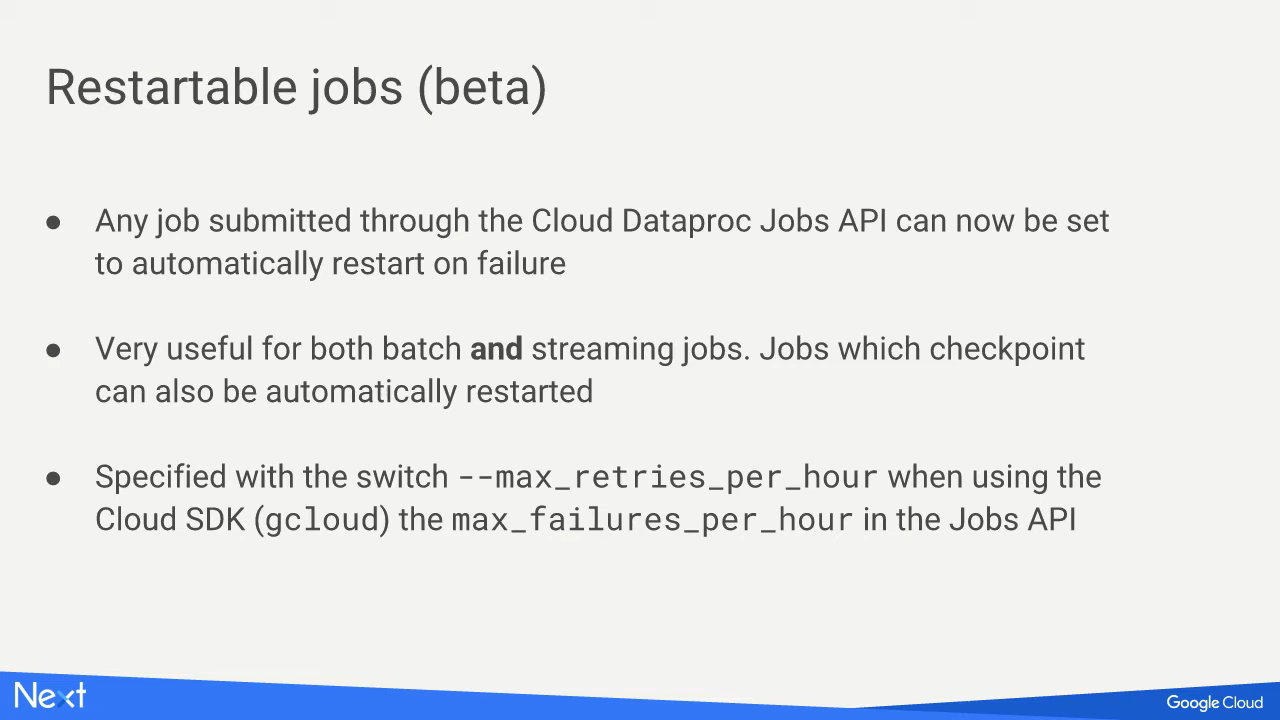 Restartable jobs (beta)
● Any job submitted through the Cloud Dataproc Jobs API can now be set
to automatically restart on failure
● Very useful for both batch and streaming jobs. Jobs which checkpoint
can also be automatically restarted
● Specified with the switch --max_retries_per_hour when using the
Cloud SDK (gcloud) the max_failures_per_hour in the Jobs API
Next
Google Cloud